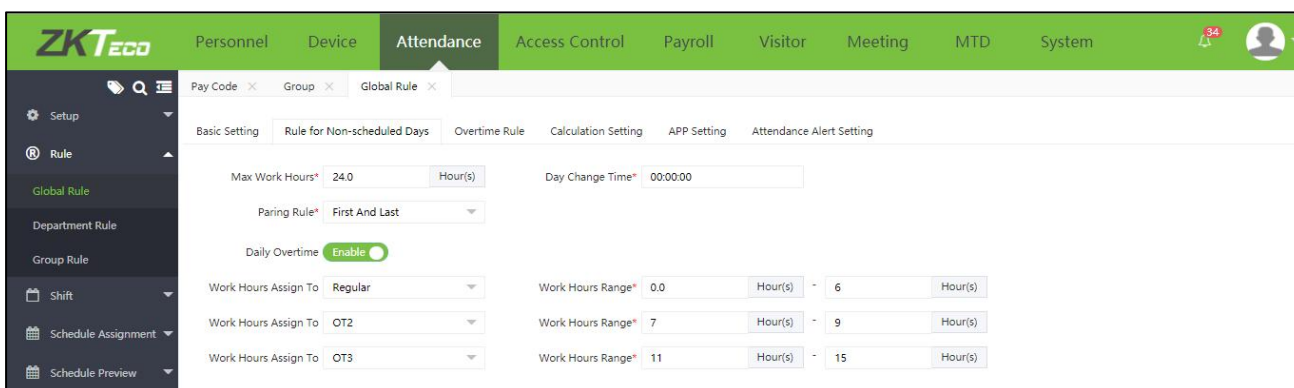 ZKTECO Personnel Device Attendance Access Control Payroll Visitor Meeting MTD System 34
Pay Code Group Global Rule
Setup
Basic Setting Rule for Non-scheduled Days Overtime Rule Calculation Setting APP Setting Attendance Alert Setting
Rule
Max Work Hours* 24.0 Hour(s) Day Change Time* 00:00:00
Global Rule
Paring Rule* First And Last
Department Rule
Daily Overtime Enable
Group Rule
Work Hours Assign To Regular Work Hours Range* 0.0 Hour(s) - 6 Hour(s)
Shift
Work Hours Assign To OT2 Work Hours Range* 7 Hour(s) - 9 Hour(s)
Schedule Assignment
Work Hours Assign To OT3 Work Hours Range* 11 Hour(s) - 15 Hour(s)
Schedule Preview